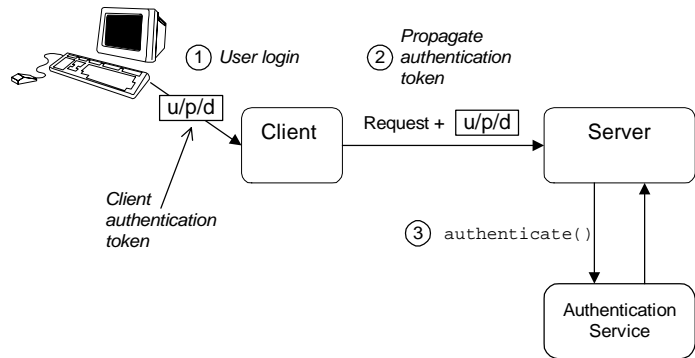 1 User login
2 Propagate
authentication
token
u/p/d
Client
Request + u/p/d
Server
Client
authentication
token
3 authenticate()
Authentication
Service